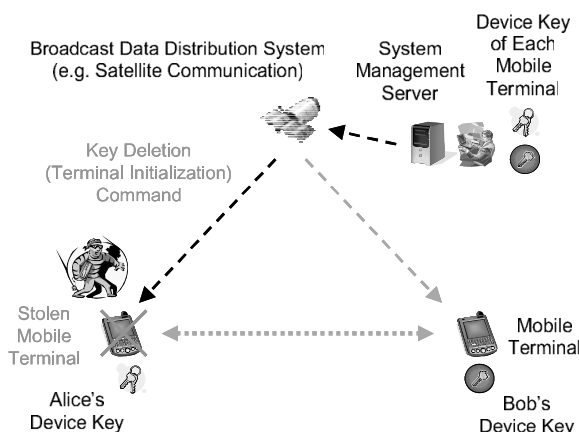 Broadcast Data Distribution System
(e.g. Satellite Communication)
System
Management
Server
Device Key
of Each
Mobile
Terminal
Key Deletion
(Terminal Initialization)
Command
Stolen
Mobile
Terminal
Alice's
Device Key
Mobile
Terminal
Bob's
Device Key